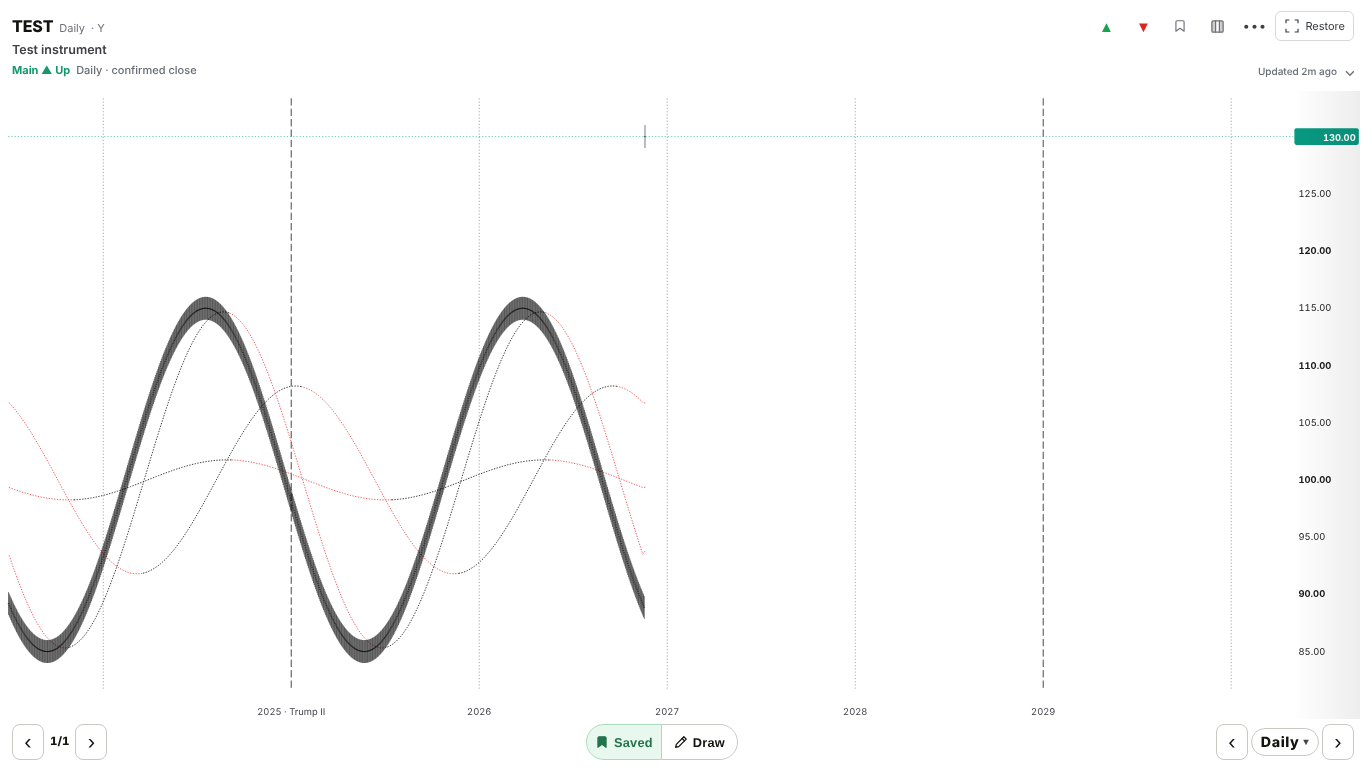 TEST Daily · Y
Restore
Test instrument
Main ▲ Up Daily · confirmed close
Updated 2m ago
130.00
125.00
120.00
115.00
110.00
105.00
100.00
95.00
90.00
85.00
2025 · Trump II 2026 2027 2028 2029
‹ 1/1 › Saved Draw ‹ Daily ▾ ›